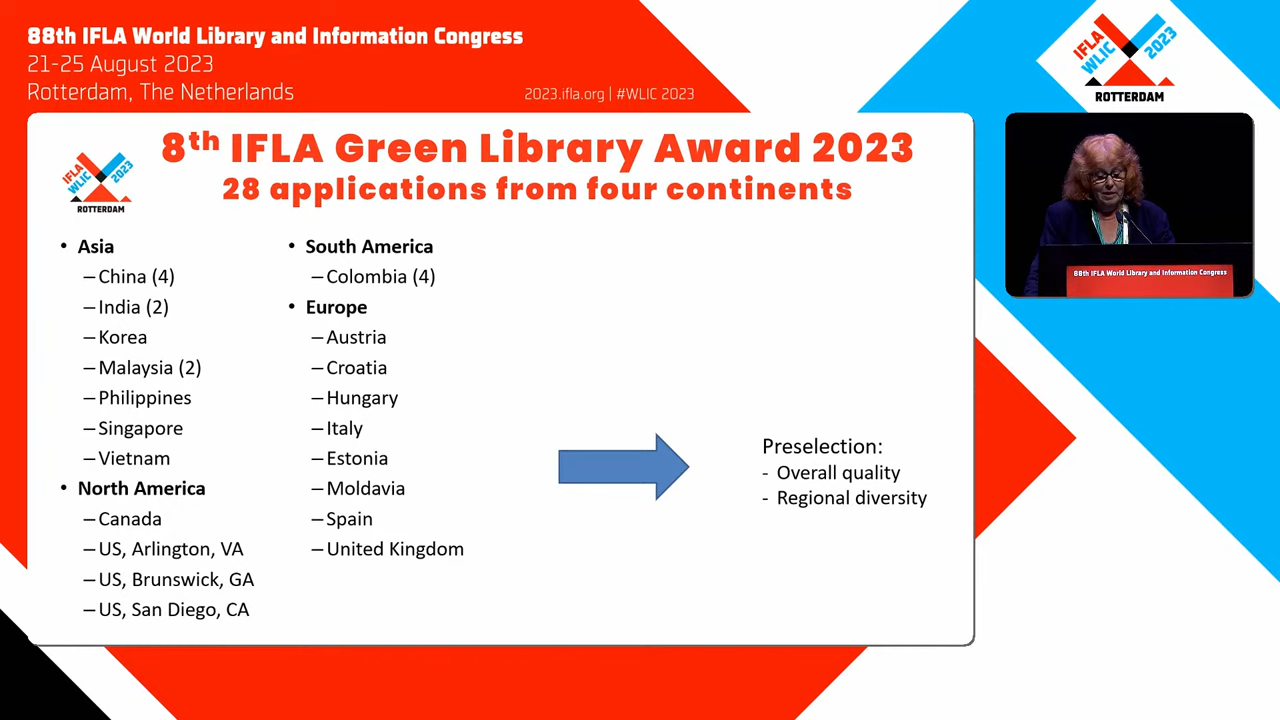 88th IFLA World Library and Information Congress
21-25 August 2023
Rotterdam, The Netherlands
2023.ifla.org | #WLIC 2023
IFLA
WLIC
2023
ROTTERDAM
8th IFLA Green Library Award 2023
28 applications from four continents
IFLA
WLIC
2023
ROTTERDAM
• Asia
– China (4)
– India (2)
– Korea
– Malaysia (2)
– Philippines
– Singapore
– Vietnam
• North America
– Canada
– US, Arlington, VA
– US, Brunswick, GA
– US, San Diego, CA
• South America
– Colombia (4)
• Europe
– Austria
– Croatia
– Hungary
– Italy
– Estonia
– Moldavia
– Spain
– United Kingdom
Preselection:
- Overall quality
- Regional diversity
88th IFLA World Library and Information Congress